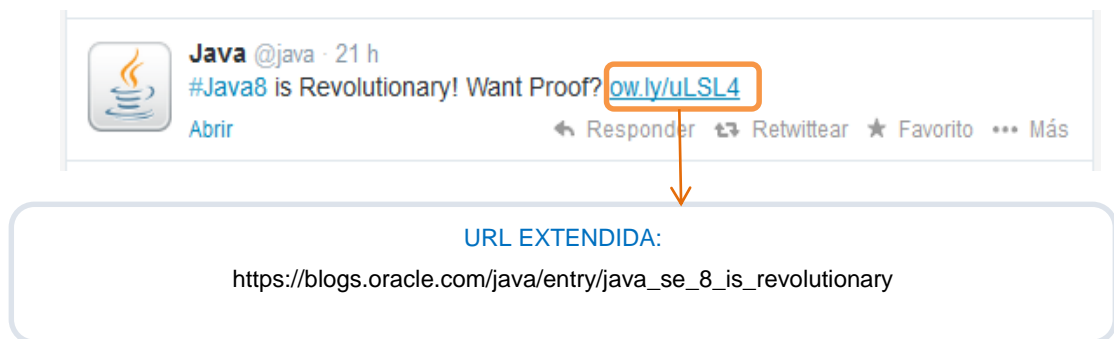 Java @java · 21 h
#Java8 is Revolutionary! Want Proof? ow.ly/uLSL4
Abrir Responder Retwittear Favorito ••• Más
URL EXTENDIDA:
https://blogs.oracle.com/java/entry/java_se_8_is_revolutionary